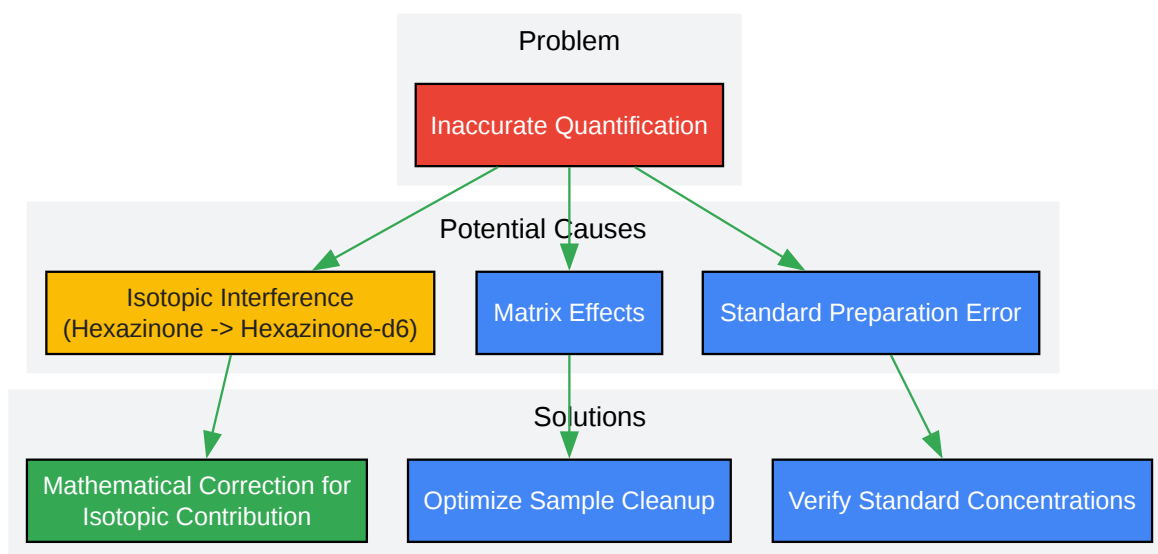 Problem
Inaccurate Quantification
Potential Causes
Isotopic Interference
(Hexazinone -> Hexazinone-d6)
Matrix Effects
Standard Preparation Error
Solutions
Mathematical Correction for
Isotopic Contribution
Optimize Sample Cleanup
Verify Standard Concentrations